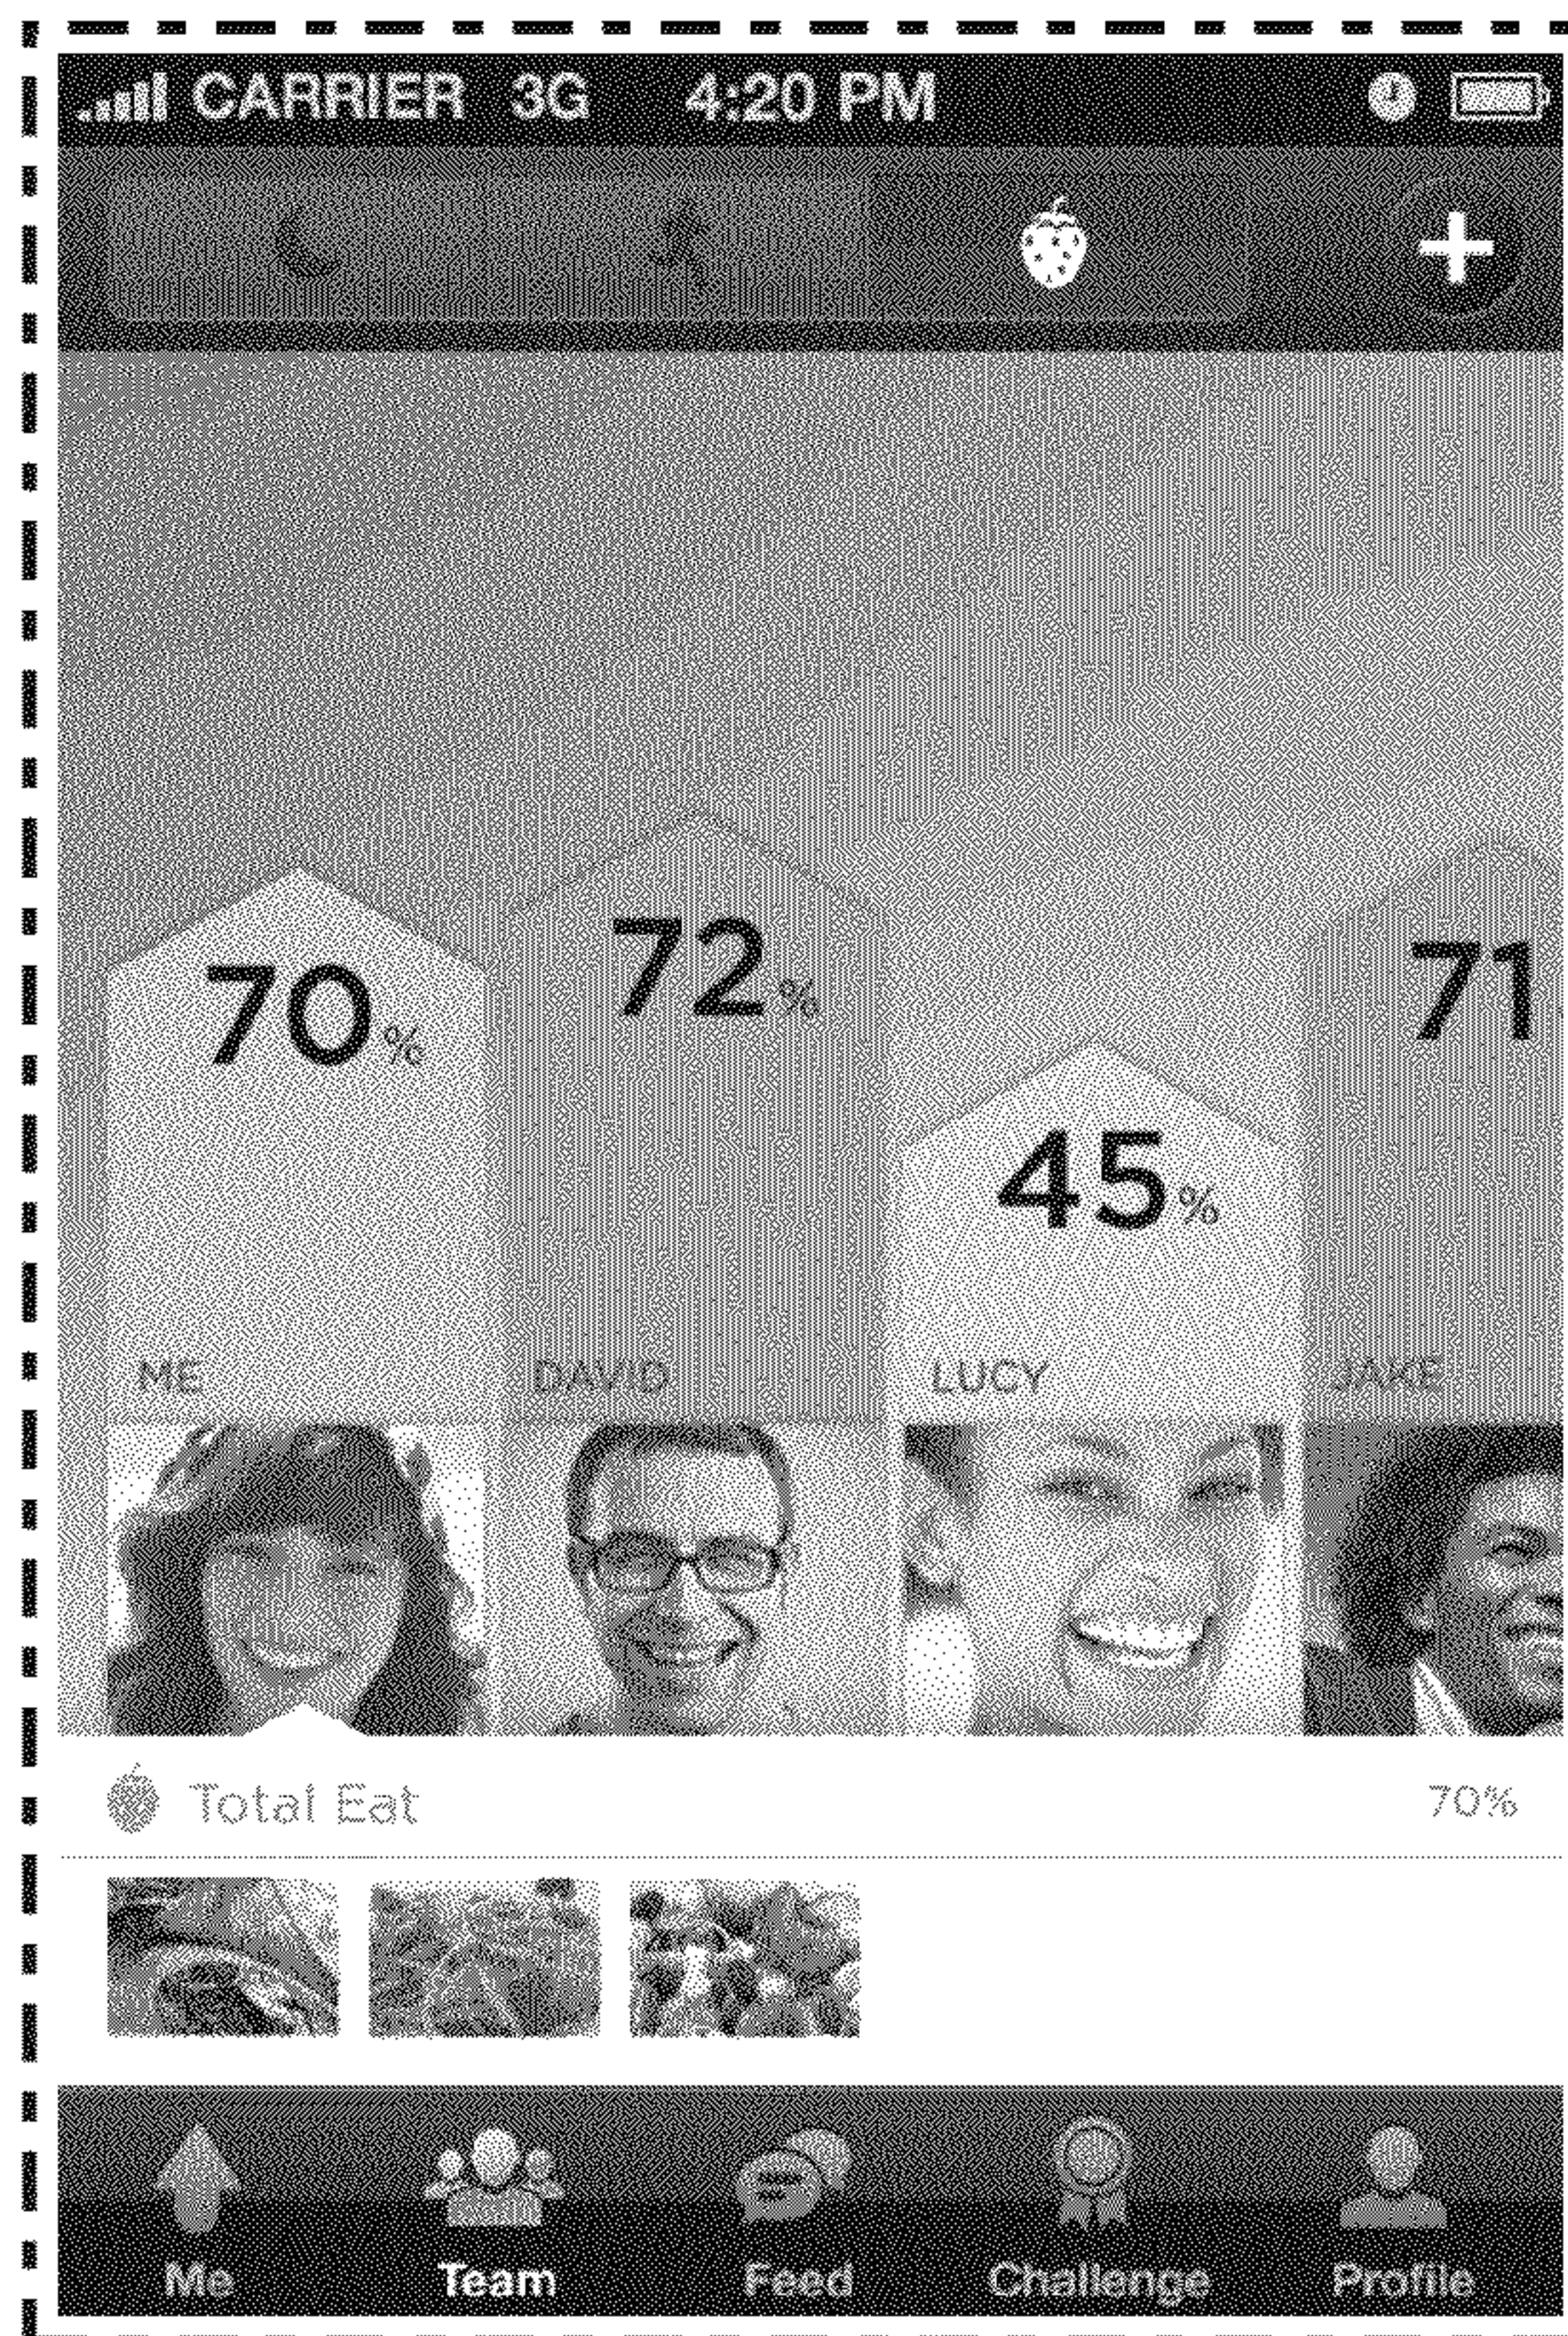 CARRIER 3G 4:20 PM
70%
72%
45%
71
ME
DAVID
LUCY
JAKE
Total Eat 70%
Me Team Feed Challenge Profile